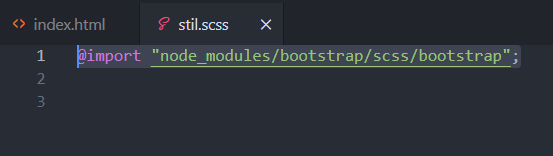 index.html stil.scss
1 @import "node_modules/bootstrap/scss/bootstrap";
2
3